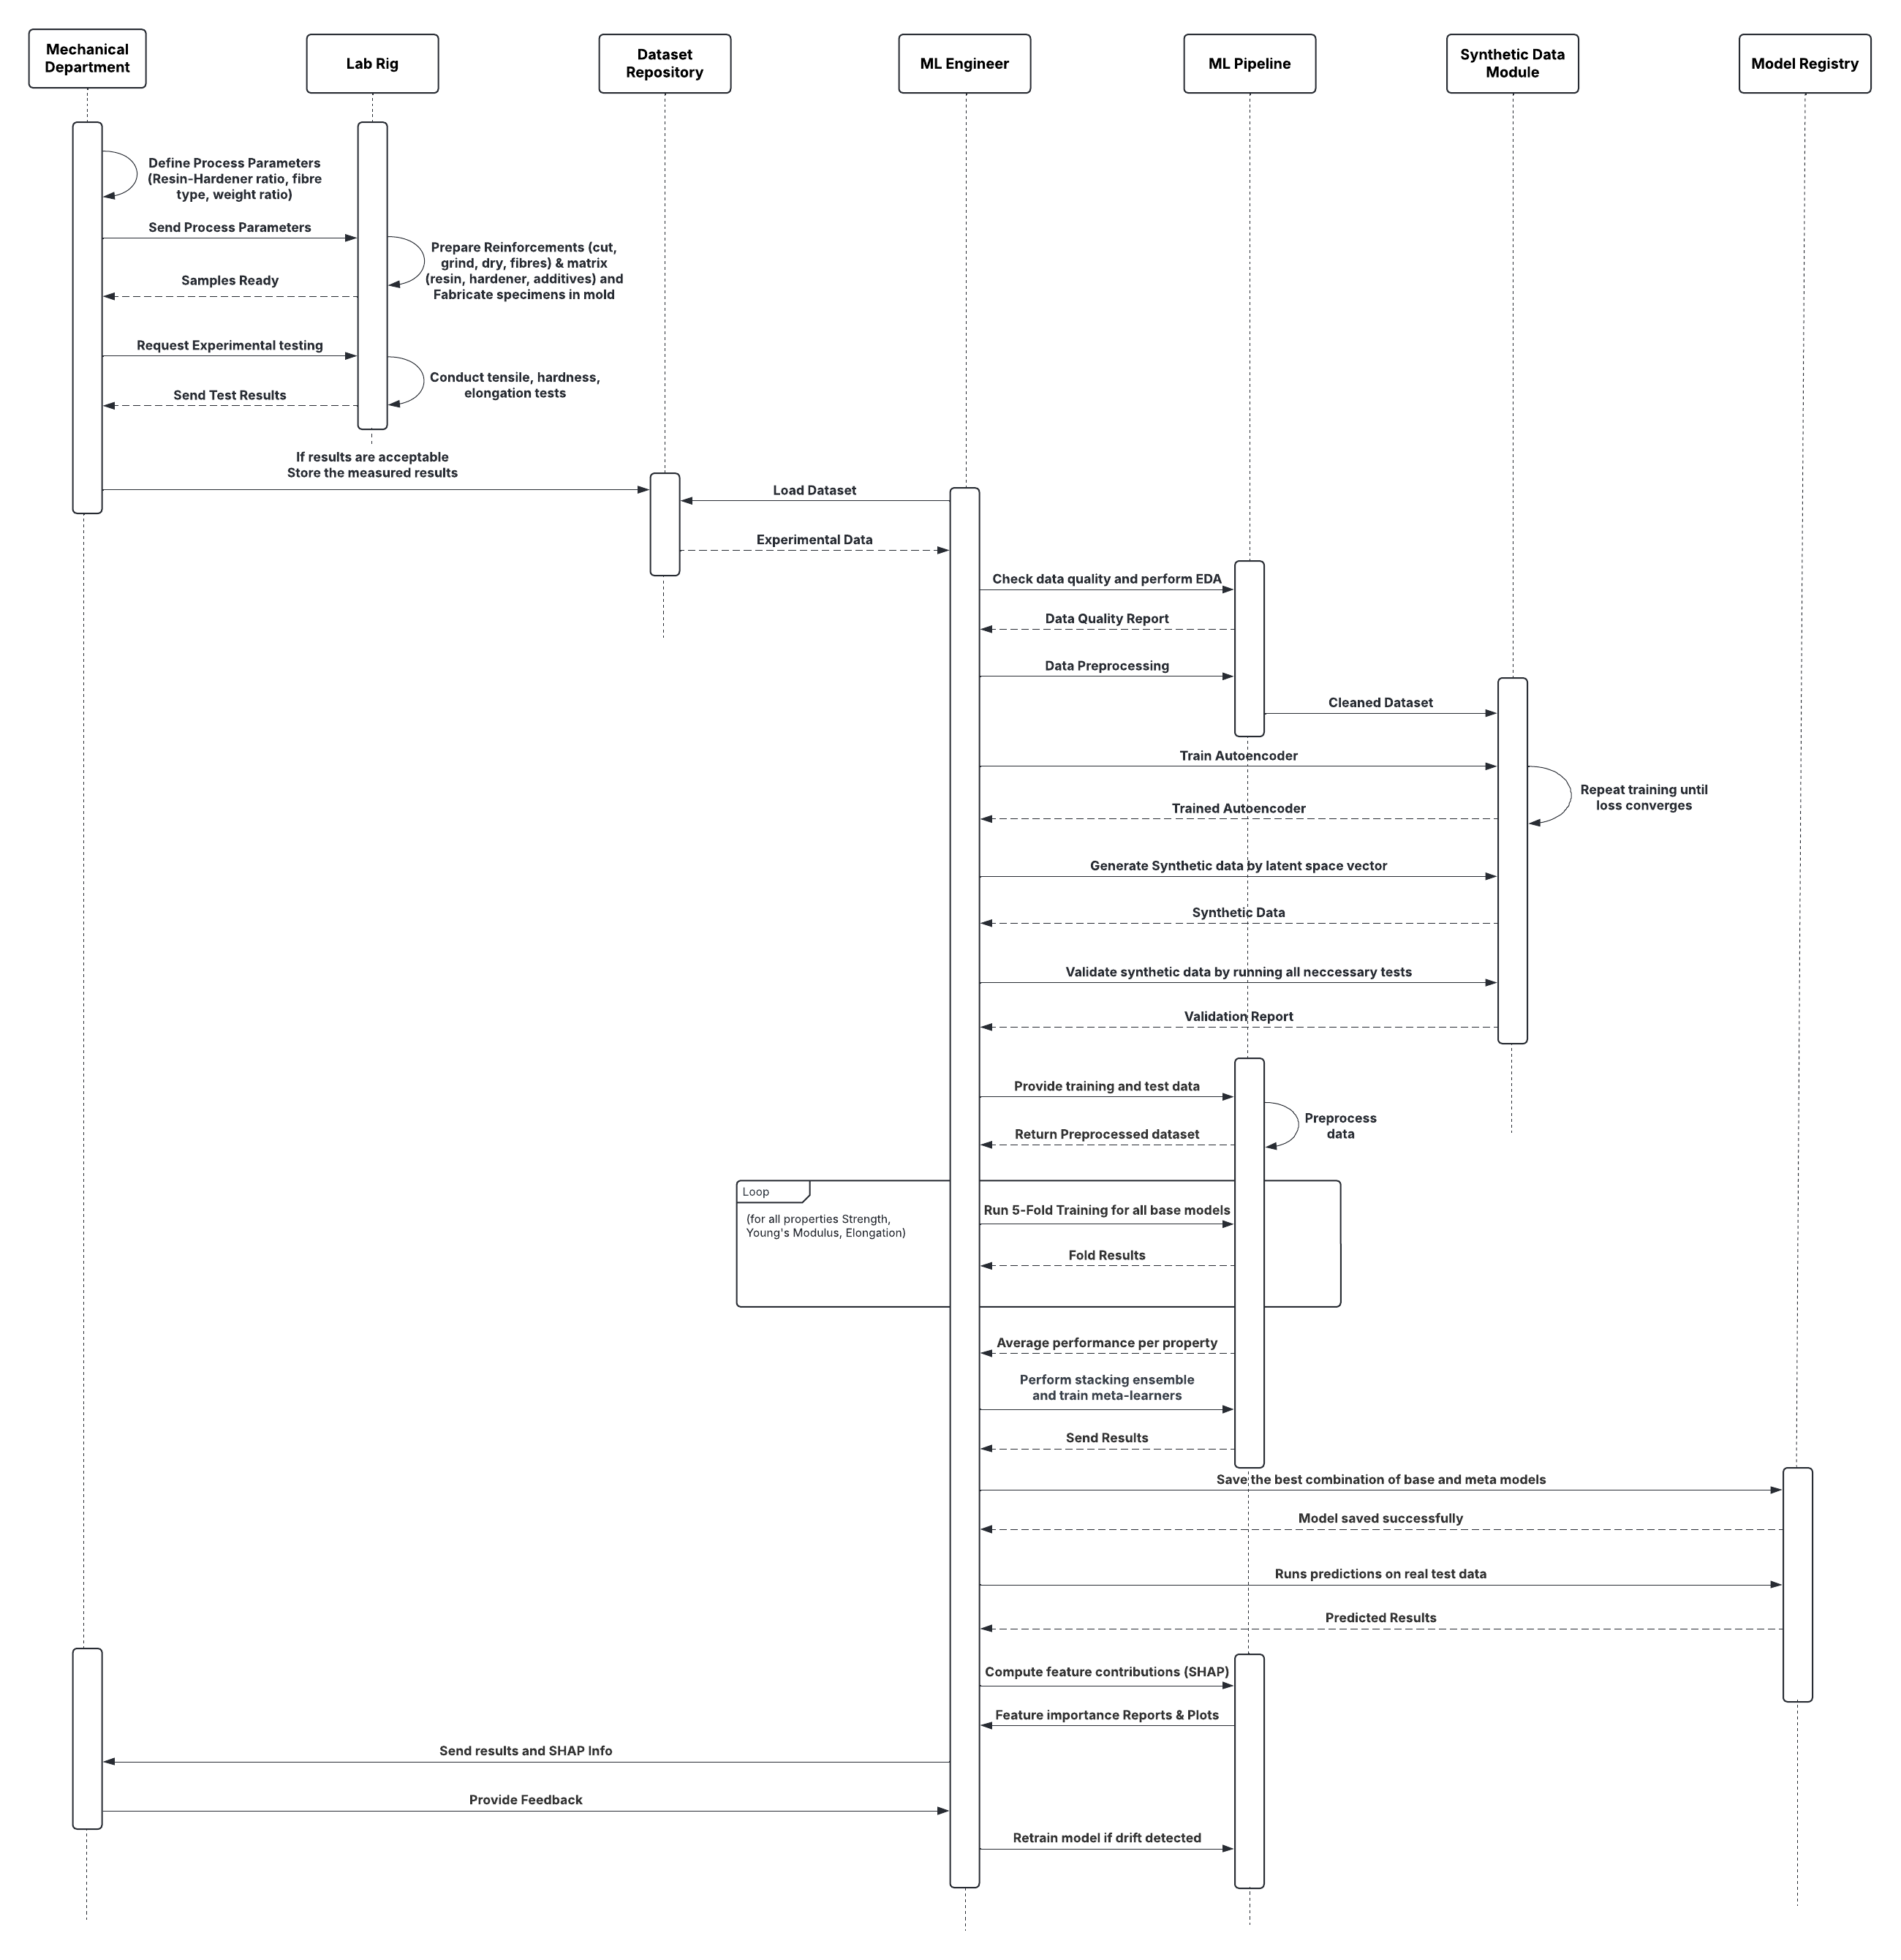 Mechanical
Department
Lab Rig
Dataset
Repository
ML Engineer
ML Pipeline
Synthetic Data
Module
Model Registry
Define Process Parameters
(Resin-Hardener ratio, fibre
type, weight ratio)
Send Process Parameters
Prepare Reinforcements (cut,
grind, dry, fibres) & matrix
(resin, hardener, additives) and
Fabricate specimens in mold
Samples Ready
Request Experimental testing
Conduct tensile, hardness,
elongation tests
Send Test Results
If results are acceptable
Store the measured results
Load Dataset
Experimental Data
Check data quality and perform EDA
Data Quality Report
Data Preprocessing
Cleaned Dataset
Train Autoencoder
Repeat training until
loss converges
Trained Autoencoder
Generate Synthetic data by latent space vector
Synthetic Data
Validate synthetic data by running all neccessary tests
Validation Report
Provide training and test data
Preprocess
data
Return Preprocessed dataset
Loop
(for all properties Strength,
Young's Modulus, Elongation)
Run 5-Fold Training for all base models
Fold Results
Average performance per property
Perform stacking ensemble
and train meta-learners
Send Results
Save the best combination of base and meta models
Model saved successfully
Runs predictions on real test data
Predicted Results
Compute feature contributions (SHAP)
Feature importance Reports & Plots
Send results and SHAP Info
Provide Feedback
Retrain model if drift detected